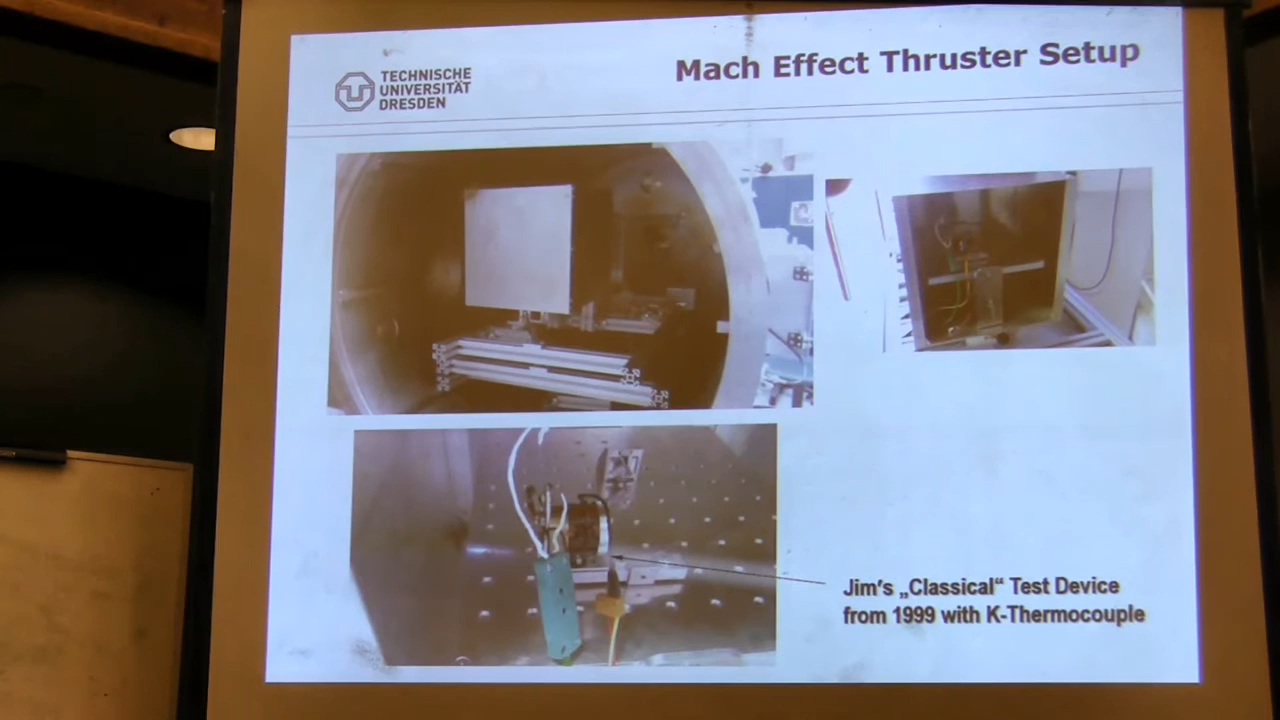 TECHNISCHE
UNIVERSITÄT
DRESDEN
Mach Effect Thruster Setup
Jim's „Classical“ Test Device
from 1999 with K-Thermocouple